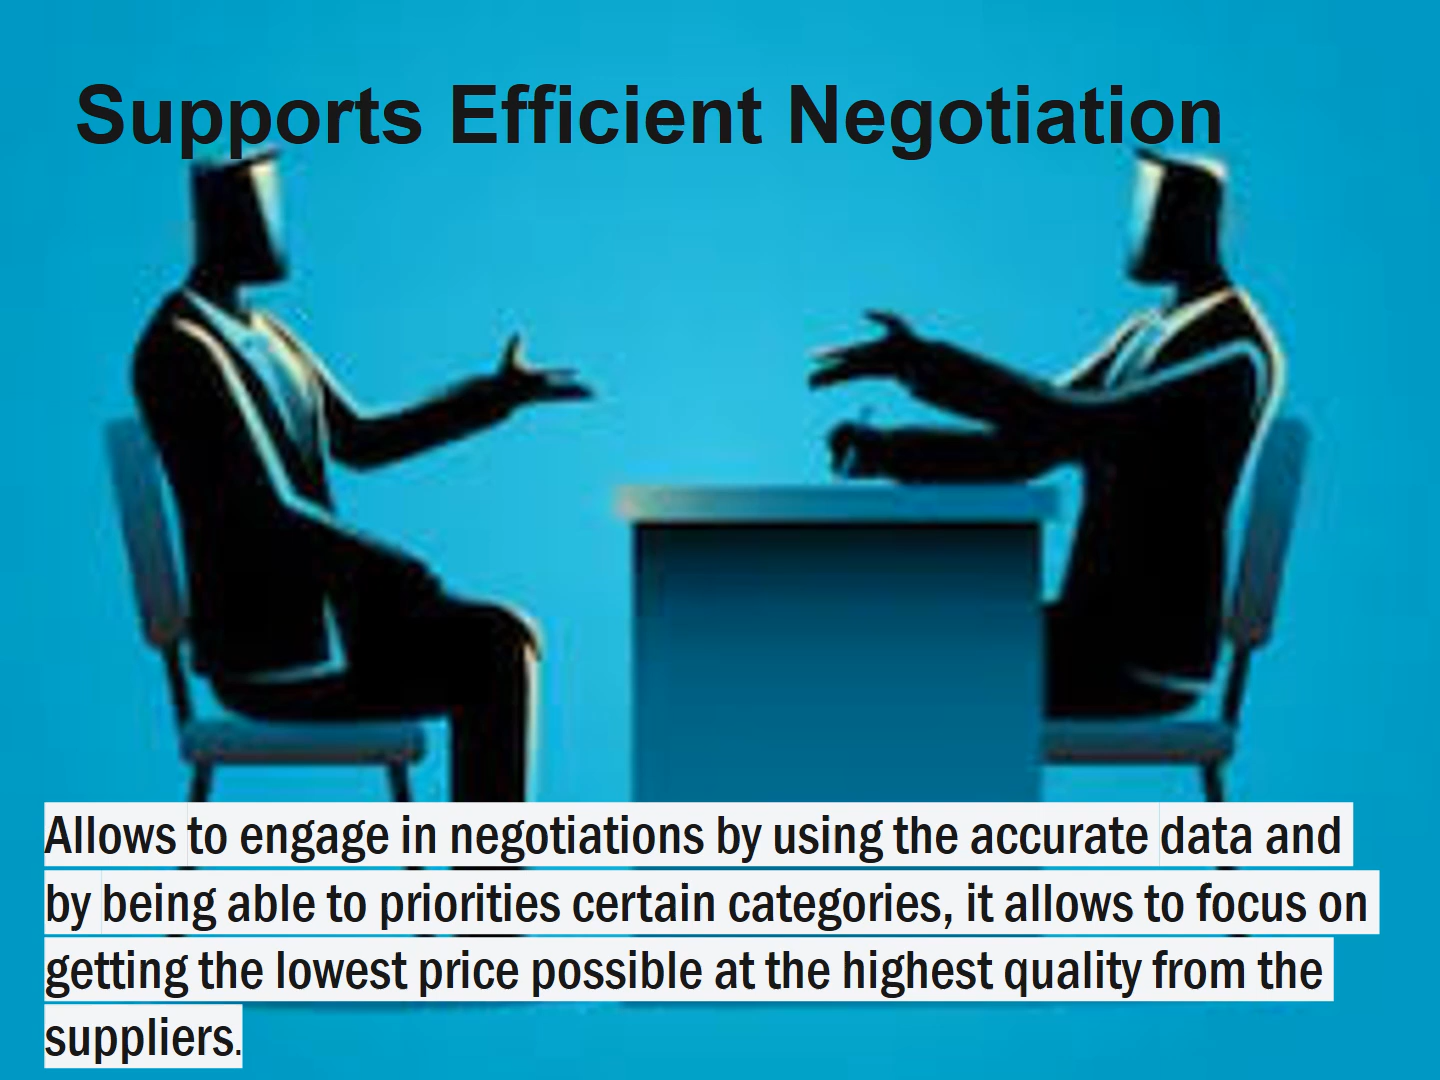 Supports Efficient Negotiation
Allows to engage in negotiations by using the accurate data and
by being able to priorities certain categories, it allows to focus on
getting the lowest price possible at the highest quality from the
suppliers.